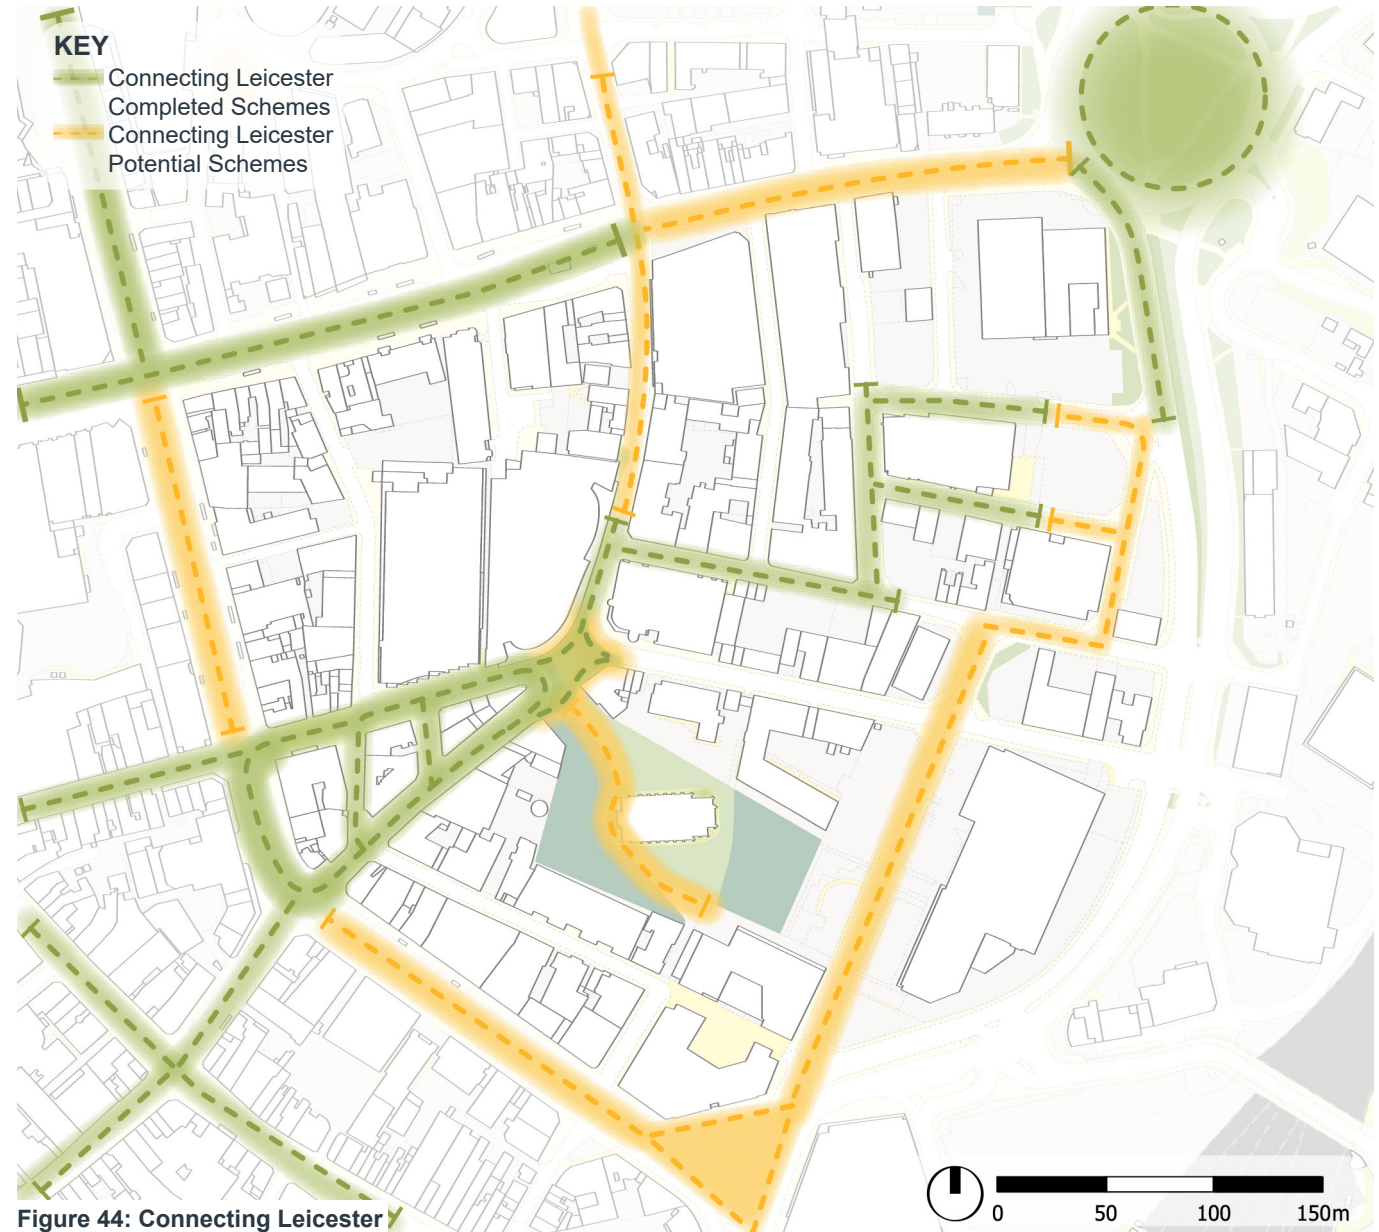 KEY
Connecting Leicester
Completed Schemes
Connecting Leicester
Potential Schemes
0 50 100 150m
Figure 44: Connecting Leicester